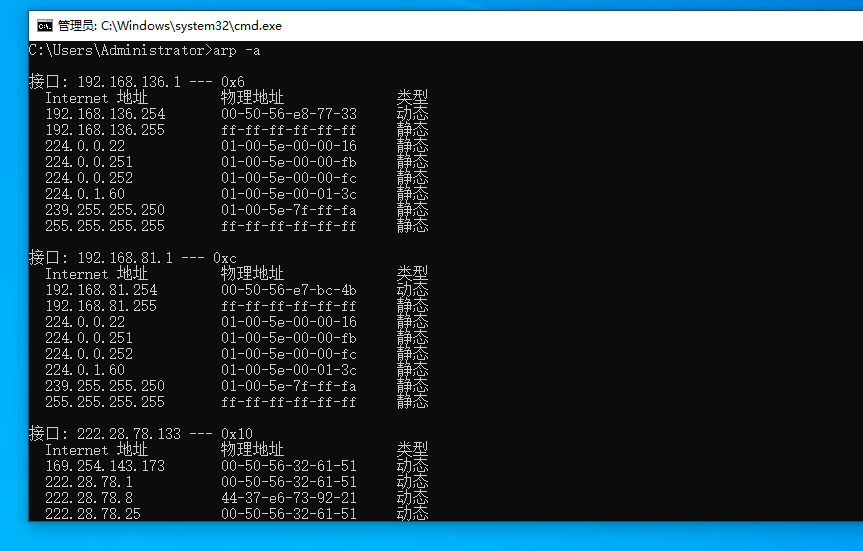 管理员: C:\Windows\system32\cmd.exe
C:\Users\Administrator>arp -a
接口: 192.168.136.1 --- 0x6
Internet 地址 物理地址 类型
192.168.136.254 00-50-56-e8-77-33 动态
192.168.136.255 ff-ff-ff-ff-ff-ff 静态
224.0.0.22 01-00-5e-00-00-16 静态
224.0.0.251 01-00-5e-00-00-fb 静态
224.0.0.252 01-00-5e-00-00-fc 静态
224.0.1.60 01-00-5e-00-01-3c 静态
239.255.255.250 01-00-5e-7f-ff-fa 静态
255.255.255.255 ff-ff-ff-ff-ff-ff 静态
接口: 192.168.81.1 --- 0xc
Internet 地址 物理地址 类型
192.168.81.254 00-50-56-e7-bc-4b 动态
192.168.81.255 ff-ff-ff-ff-ff-ff 静态
224.0.0.22 01-00-5e-00-00-16 静态
224.0.0.251 01-00-5e-00-00-fb 静态
224.0.0.252 01-00-5e-00-00-fc 静态
224.0.1.60 01-00-5e-00-01-3c 静态
239.255.255.250 01-00-5e-7f-ff-fa 静态
255.255.255.255 ff-ff-ff-ff-ff-ff 静态
接口: 222.28.78.133 --- 0x10
Internet 地址 物理地址 类型
169.254.143.173 00-50-56-32-61-51 动态
222.28.78.1 00-50-56-32-61-51 动态
222.28.78.8 44-37-e6-73-92-21 动态
222.28.78.25 00-50-56-32-61-51 动态